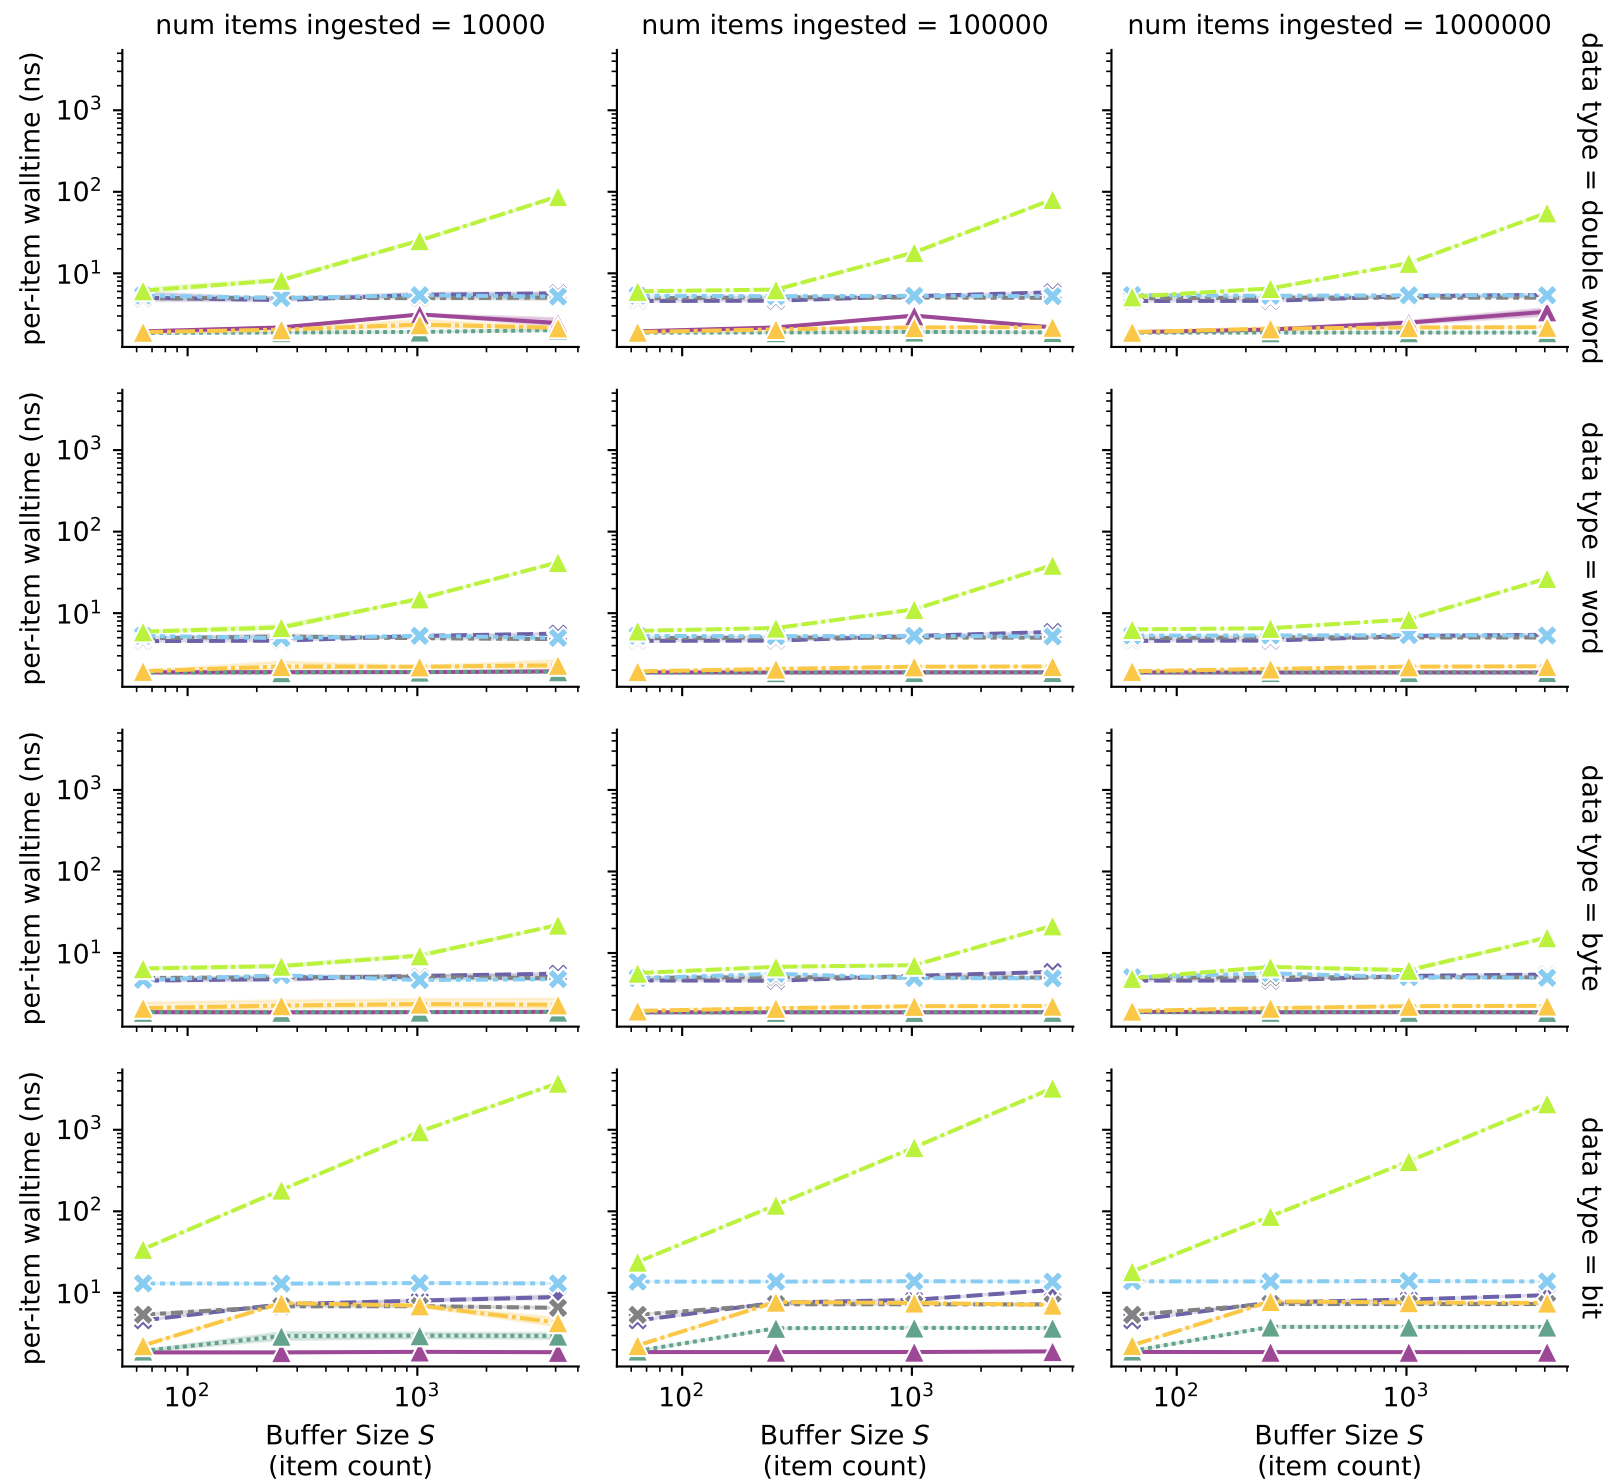 num items ingested = 10000
num items ingested = 100000
num items ingested = 1000000
per-item walltime (ns)
10³
10²
10¹
data type = double word
per-item walltime (ns)
10³
10²
10¹
data type = word
per-item walltime (ns)
10³
10²
10¹
data type = byte
per-item walltime (ns)
10³
10²
10¹
data type = bit
10² 10³
10² 10³
10² 10³
Buffer Size S
(item count)
Buffer Size S
(item count)
Buffer Size S
(item count)